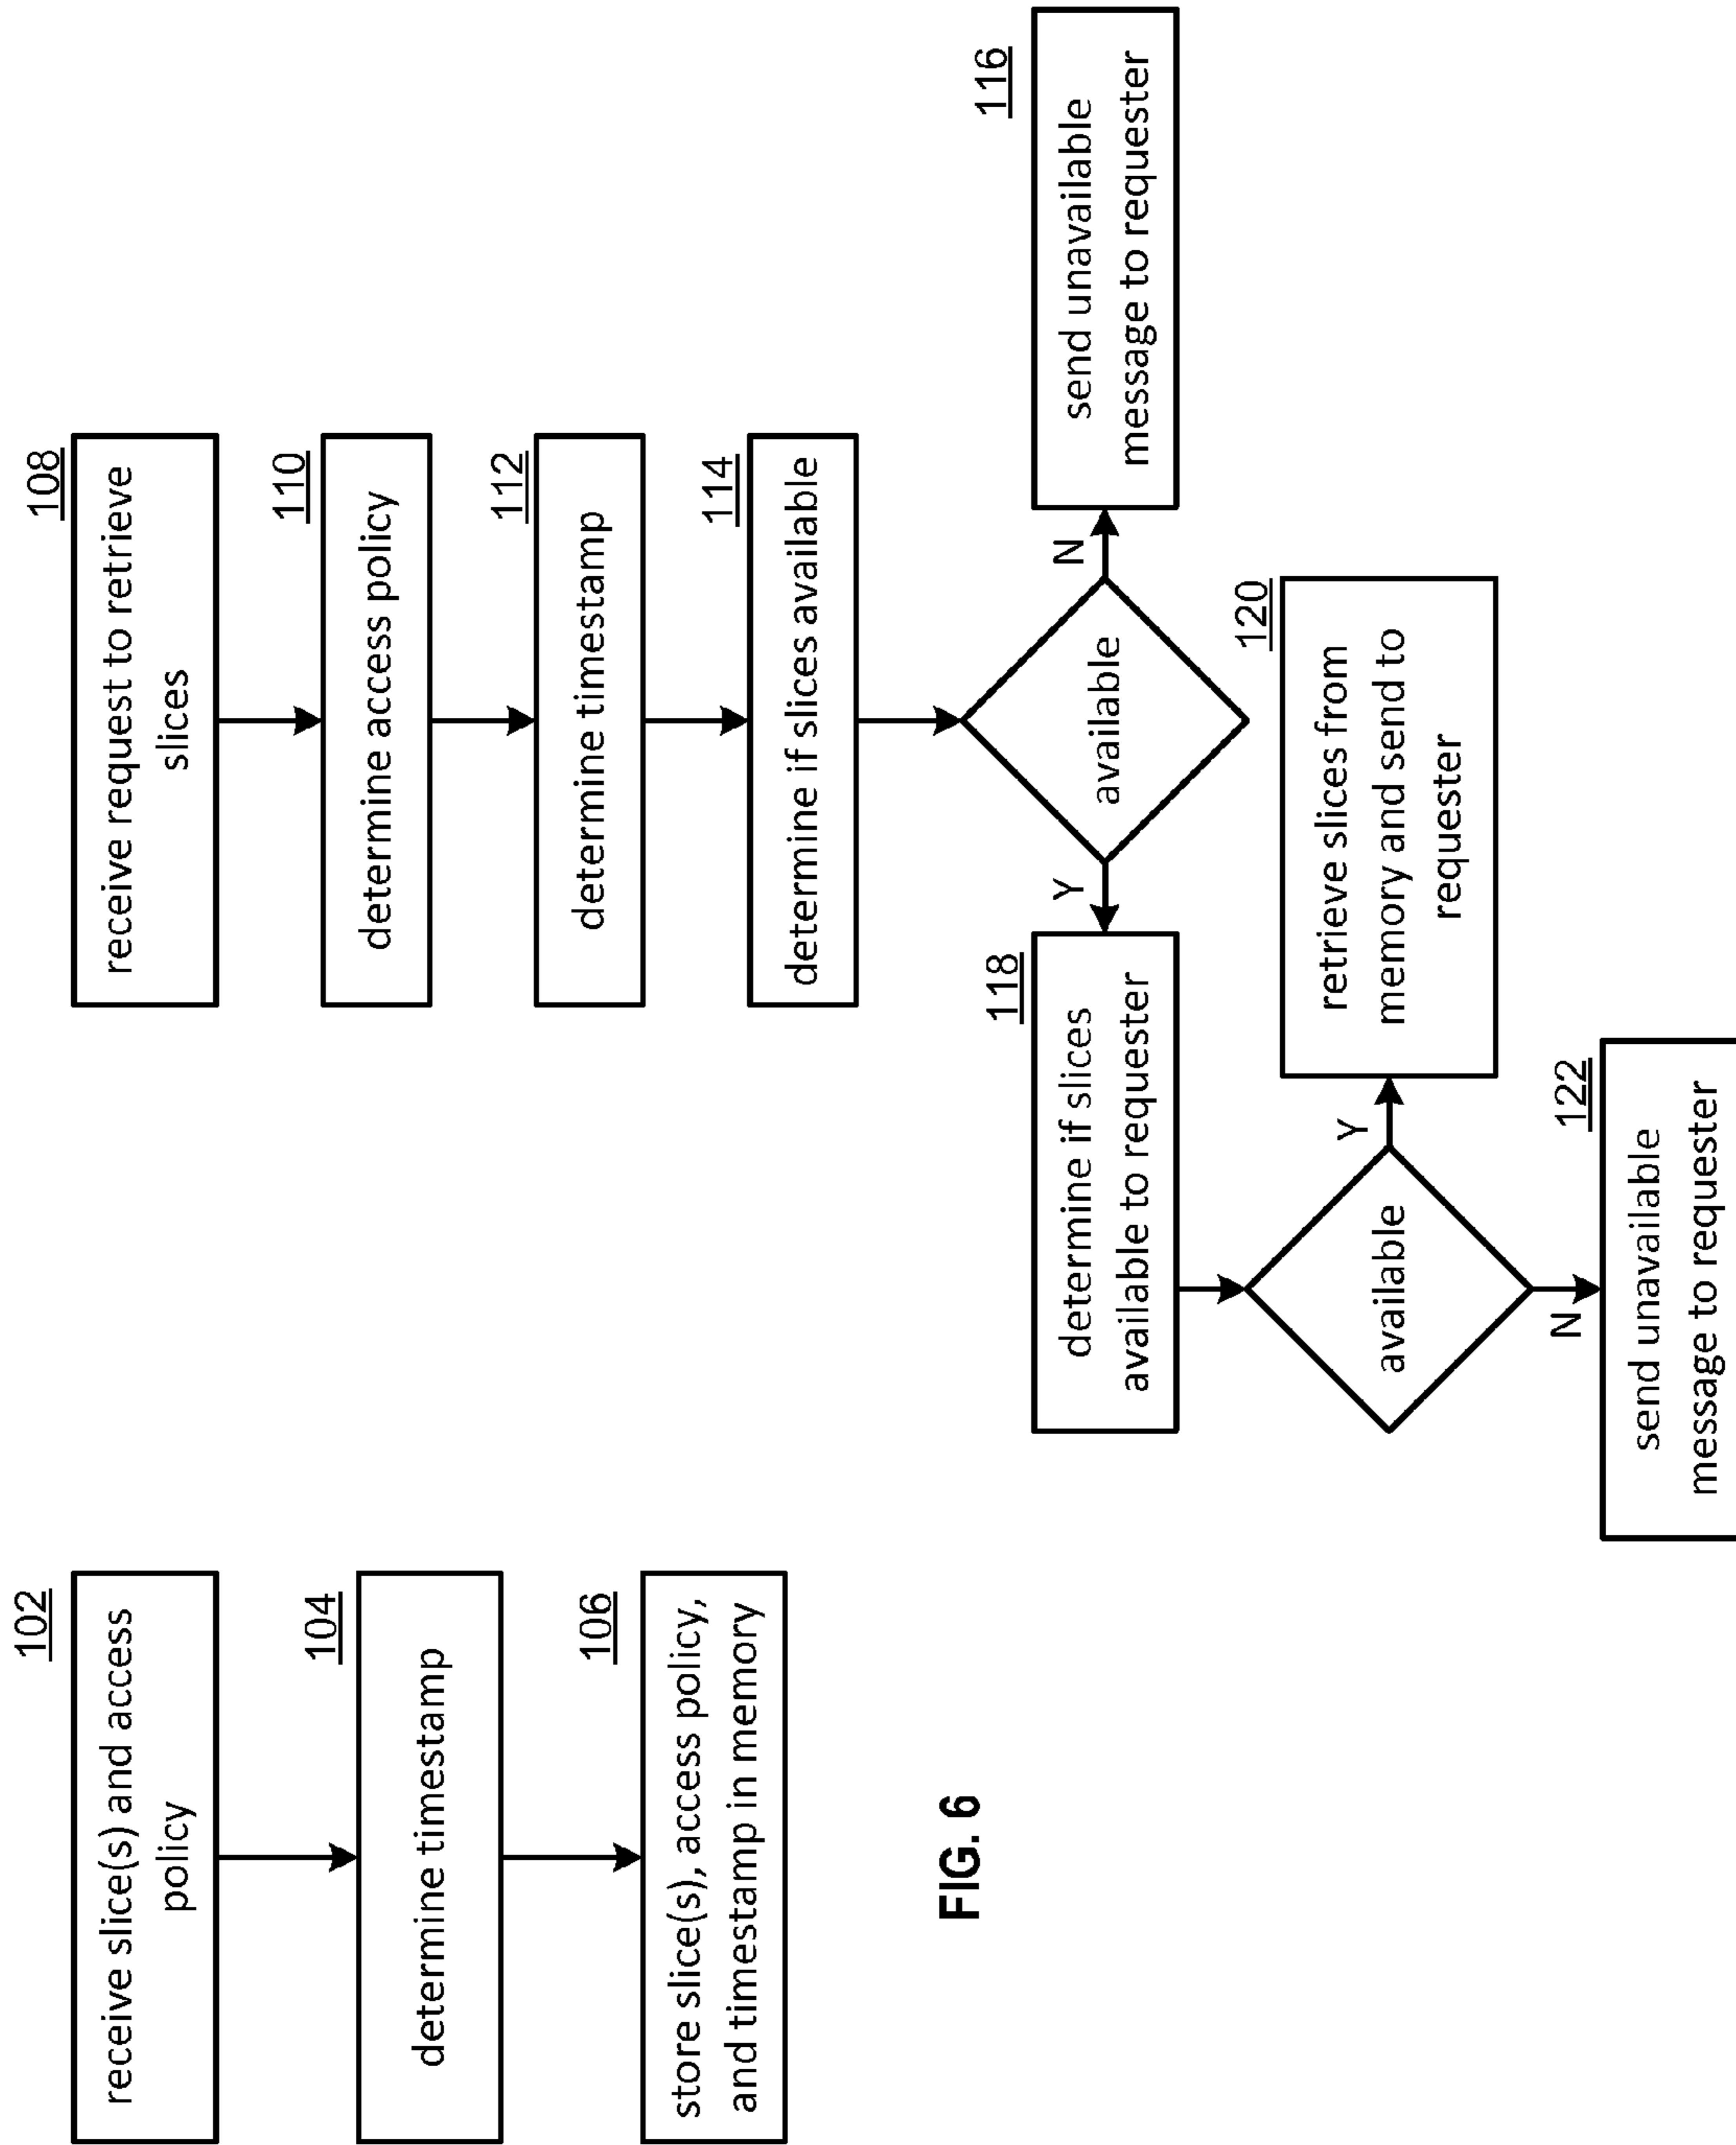 102
receive slice(s) and access
policy
104
determine timestamp
106
store slice(s), access policy,
and timestamp in memory
FIG. 6
108
receive request to retrieve
slices
110
determine access policy
112
determine timestamp
114
determine if slices available
available
N
116
send unavailable
message to requester
Y
118
determine if slices
available to requester
available
Y
120
retrieve slices from
memory and send to
requester
N
122
send unavailable
message to requester